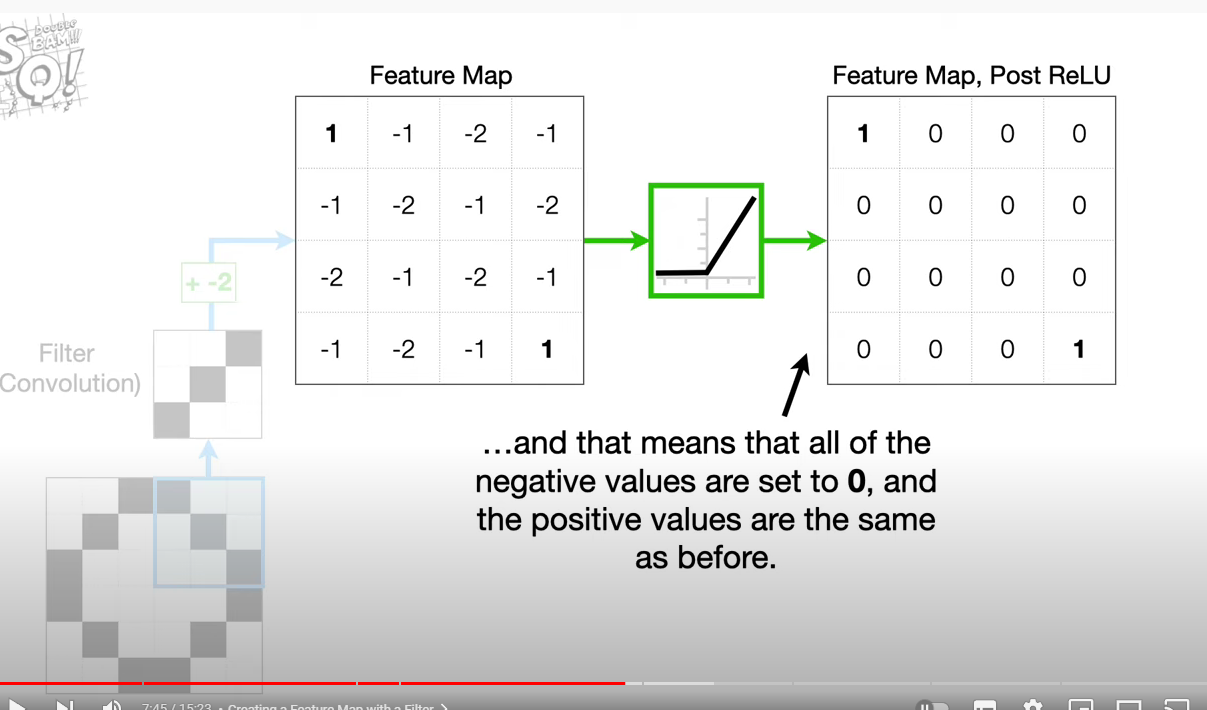 DOUBLE
BAM!!!
SQ!
Feature Map
Feature Map, Post ReLU
1 -1 -2 -1
1 0 0 0
-1 -2 -1 -2
0 0 0 0
-2 -1 -2 -1
0 0 0 0
-1 -2 -1 1
0 0 0 1
+ -2
Filter
Convolution)
…and that means that all of the
negative values are set to 0, and
the positive values are the same
as before.
7:45 / 15:23 • Creating a Feature Map with a Filter